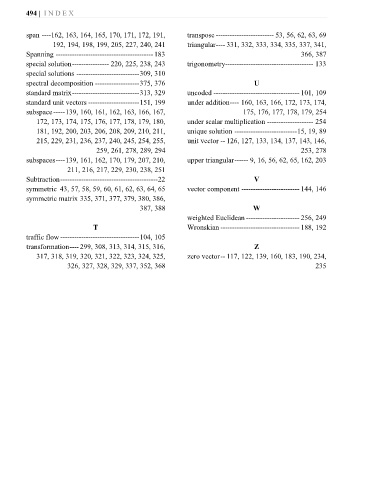 494 | INDEX
span ----162, 163, 164, 165, 170, 171, 172, 191,
192, 194, 198, 199, 205, 227, 240, 241
Spanning ------------------------------------------ 183
special solution---------------- 220, 225, 238, 243
special solutions --------------------------- 309, 310
spectral decomposition ------------------- 375, 376
standard matrix----------------------------- 313, 329
standard unit vectors ---------------------- 151, 199
subspace ----- 139, 160, 161, 162, 163, 166, 167,
172, 173, 174, 175, 176, 177, 178, 179, 180,
181, 192, 200, 203, 206, 208, 209, 210, 211,
215, 229, 231, 236, 237, 240, 245, 254, 255,
259, 261, 278, 289, 294
subspaces---- 139, 161, 162, 170, 179, 207, 210,
211, 216, 217, 229, 230, 238, 251
Subtraction------------------------------------------22
symmetric 43, 57, 58, 59, 60, 61, 62, 63, 64, 65
symmetric matrix 335, 371, 377, 379, 380, 386,
387, 388
T
traffic flow ---------------------------------- 104, 105
transformation---- 299, 308, 313, 314, 315, 316,
317, 318, 319, 320, 321, 322, 323, 324, 325,
326, 327, 328, 329, 337, 352, 368
transpose ------------------------- 53, 56, 62, 63, 69
triangular---- 331, 332, 333, 334, 335, 337, 341,
366, 387
trigonometry-------------------------------------- 133
U
uncoded ------------------------------------- 101, 109
under addition---- 160, 163, 166, 172, 173, 174,
175, 176, 177, 178, 179, 254
under scalar multiplication -------------------- 254
unique solution ---------------------------15, 19, 89
unit vector -- 126, 127, 133, 134, 137, 143, 146,
253, 278
upper triangular------ 9, 16, 56, 62, 65, 162, 203
V
vector component ------------------------- 144, 146
W
weighted Euclidean ----------------------- 256, 249
Wronskian ---------------------------------- 188, 192
Z
zero vector-- 117, 122, 139, 160, 183, 190, 234,
235